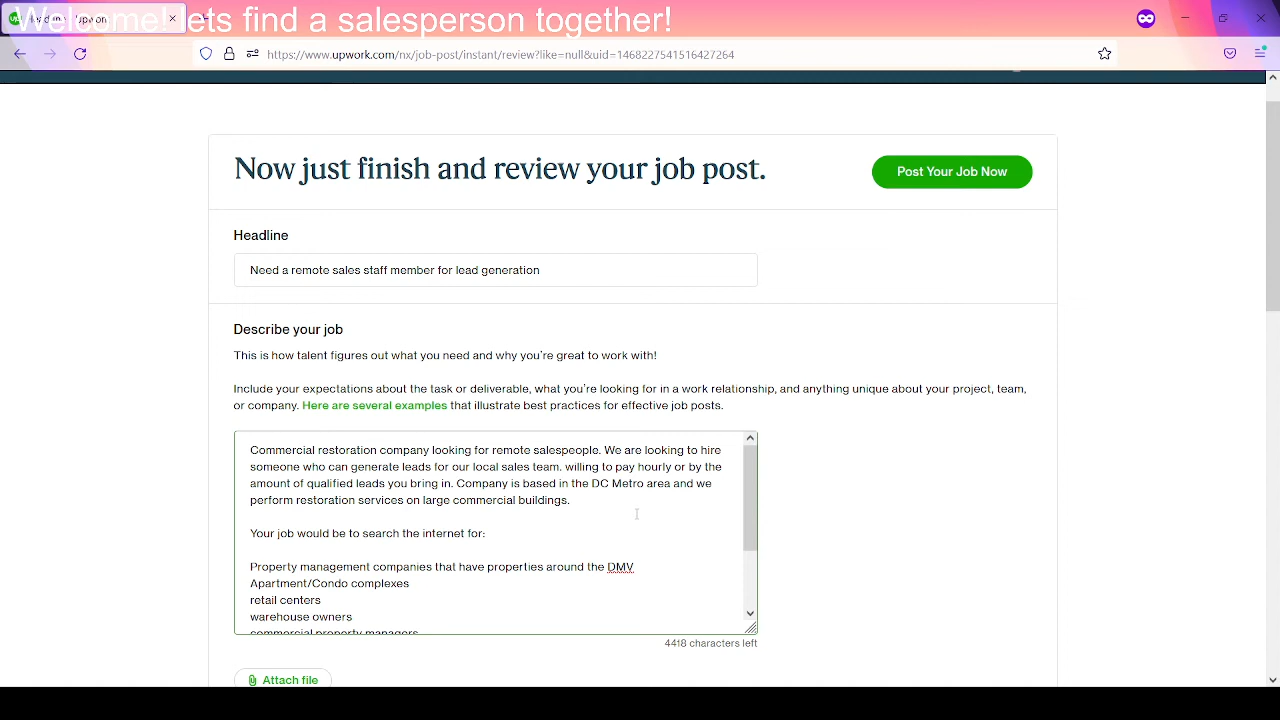 Welcome! lets find a salesperson together!
https://www.upwork.com/nx/job-post/instant/review?like=null&uid=1468227541516427264
Now just finish and review your job post.
Post Your Job Now
Headline
Need a remote sales staff member for lead generation
Describe your job
This is how talent figures out what you need and why you're great to work with!
Include your expectations about the task or deliverable, what you're looking for in a work relationship, and anything unique about your project, team,
or company. Here are several examples that illustrate best practices for effective job posts.
Commercial restoration company looking for remote salespeople. We are looking to hire
someone who can generate leads for our local sales team. willing to pay hourly or by the
amount of qualified leads you bring in. Company is based in the DC Metro area and we
perform restoration services on large commercial buildings.
Your job would be to search the internet for:
Property management companies that have properties around the DMV
Apartment/Condo complexes
retail centers
warehouse owners
commercial property managers
4418 characters left
Attach file